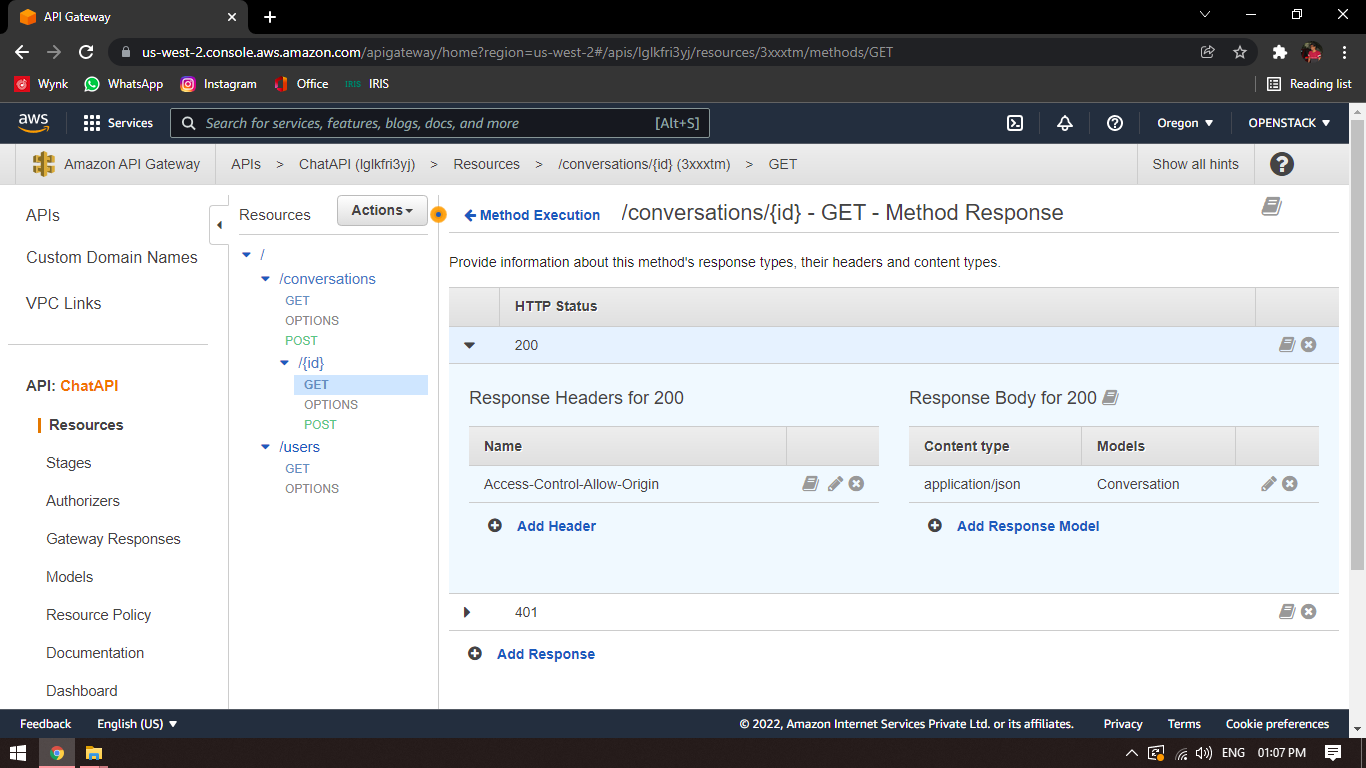 API Gateway
us-west-2.console.aws.amazon.com/apigateway/home?region=us-west-2#/apis/lglkfri3yj/resources/3xxxtm/methods/GET
Wynk WhatsApp Instagram Office IRIS IRIS Reading list
aws Services Search for services, features, blogs, docs, and more [Alt+S] Oregon OPENSTACK
Amazon API Gateway APIs > ChatAPI (lglkfri3yj) > Resources > /conversations/{id} (3xxxtm) > GET Show all hints
APIs
Custom Domain Names
VPC Links
API: ChatAPI
Resources
Stages
Authorizers
Gateway Responses
Models
Resource Policy
Documentation
Dashboard
Resources Actions
/
/conversations
GET
OPTIONS
POST
/{id}
GET
OPTIONS
POST
/users
GET
OPTIONS
Method Execution /conversations/{id} - GET - Method Response
Provide information about this method's response types, their headers and content types.
HTTP Status
200
Response Headers for 200
Name
Access-Control-Allow-Origin
Add Header
Response Body for 200
Content type Models
application/json Conversation
Add Response Model
401
Add Response
Feedback English (US) © 2022, Amazon Internet Services Private Ltd. or its affiliates. Privacy Terms Cookie preferences
ENG 01:07 PM